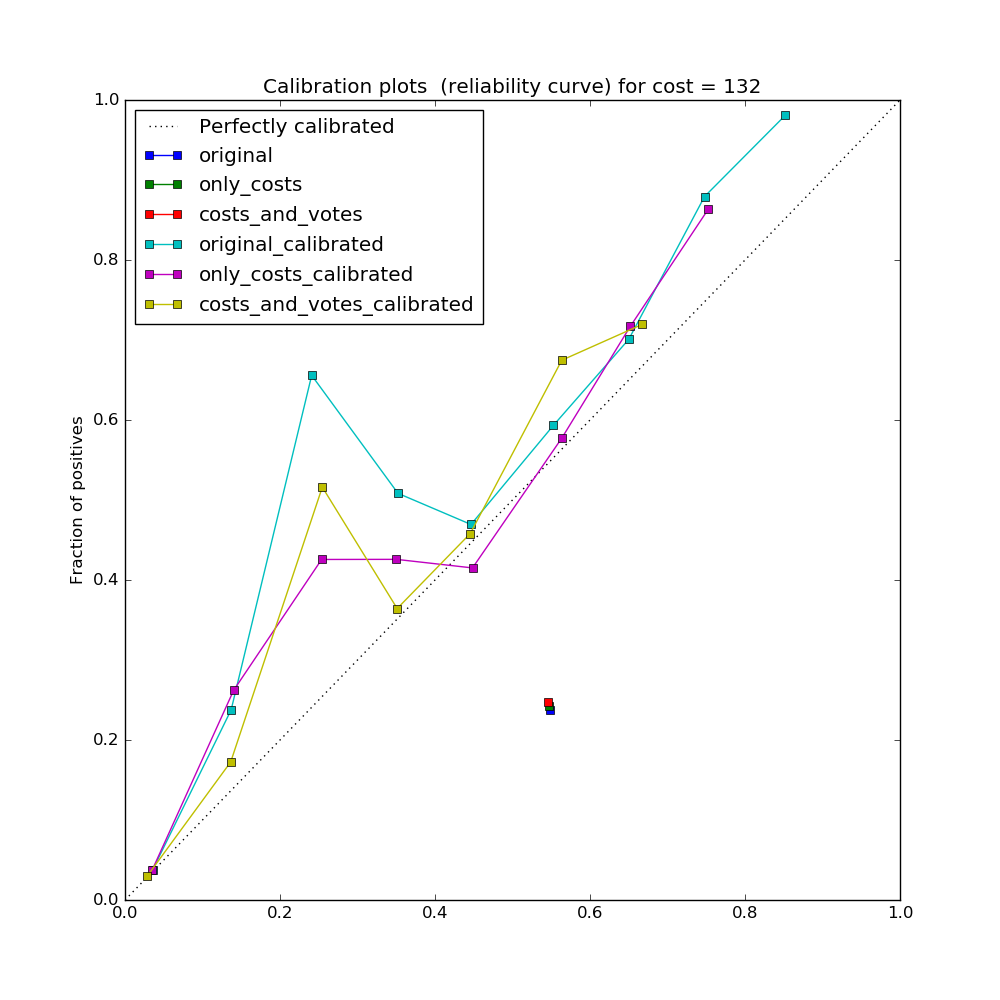 Calibration plots  (reliability curve) for cost = 132
Perfectly calibrated
original
only_costs
costs_and_votes
original_calibrated
only_costs_calibrated
costs_and_votes_calibrated
Fraction of positives
1.0
0.8
0.6
0.4
0.2
0.0
0.0 0.2 0.4 0.6 0.8 1.0